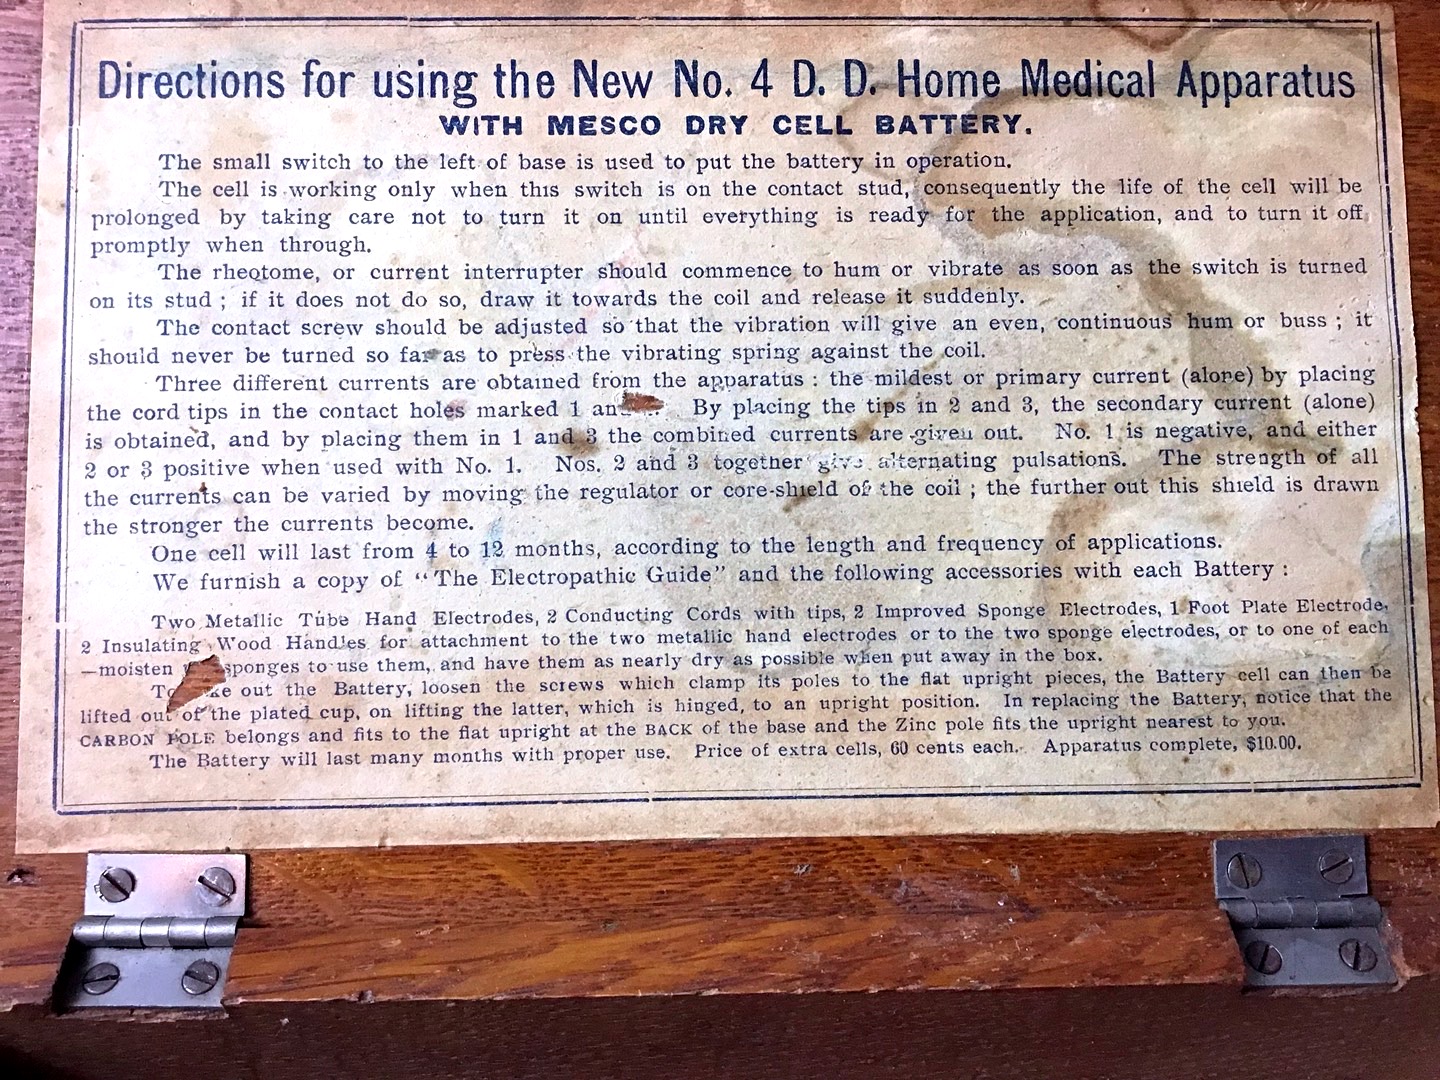 Directions for using the New No. 4 D. D. Home Medical Apparatus
WITH MESCO DRY CELL BATTERY.
The small switch to the left of base is used to put the battery in operation.
The cell is working only when this switch is on the contact stud, consequently the life of the cell will be
prolonged by taking care not to turn it on until everything is ready for the application, and to turn it off
promptly when through.
The rheotome, or current interrupter should commence to hum or vibrate as soon as the switch is turned
on its stud ; if it does not do so, draw it towards the coil and release it suddenly.
The contact screw should be adjusted so that the vibration will give an even, continuous hum or buss ; it
should never be turned so far as to press the vibrating spring against the coil.
Three different currents are obtained from the apparatus : the mildest or primary current (alone) by placing
the cord tips in the contact holes marked 1 By placing the tips in 2 and 3, the secondary current (alone)
is obtained, and by placing them in 1 and 3 the combined currents are given out. No. 1 is negative, and either
2 or 3 positive when used with No. 1. Nos. 2 and 3 together give alternating pulsations. The strength of all
the currents can be varied by moving the regulator or core-shield of the coil ; the further out this shield is drawn
the stronger the currents become.
One cell will last from 4 to 12 months, according to the length and frequency of applications.
We furnish a copy of "The Electropathic Guide" and the following accessories with each Battery :
Two Metallic Tube Hand Electrodes, 2 Conducting Cords with tips, 2 Improved Sponge Electrodes, 1 Foot Plate Electrode,
2 Insulating Wood Handles for attachment to the two metallic hand electrodes or to the two sponge electrodes, or to one of each
—moisten sponges to use them, and have them as nearly dry as possible when put away in the box.
out the Battery, loosen the screws which clamp its poles to the flat upright pieces, the Battery cell can then be
lifted out of the plated cup, on lifting the latter, which is hinged, to an upright position. In replacing the Battery, notice that the
CARBON POLE belongs and fits to the flat upright at the BACK of the base and the Zinc pole fits the upright nearest to you.
The Battery will last many months with proper use. Price of extra cells, 60 cents each. Apparatus complete, $10.00.